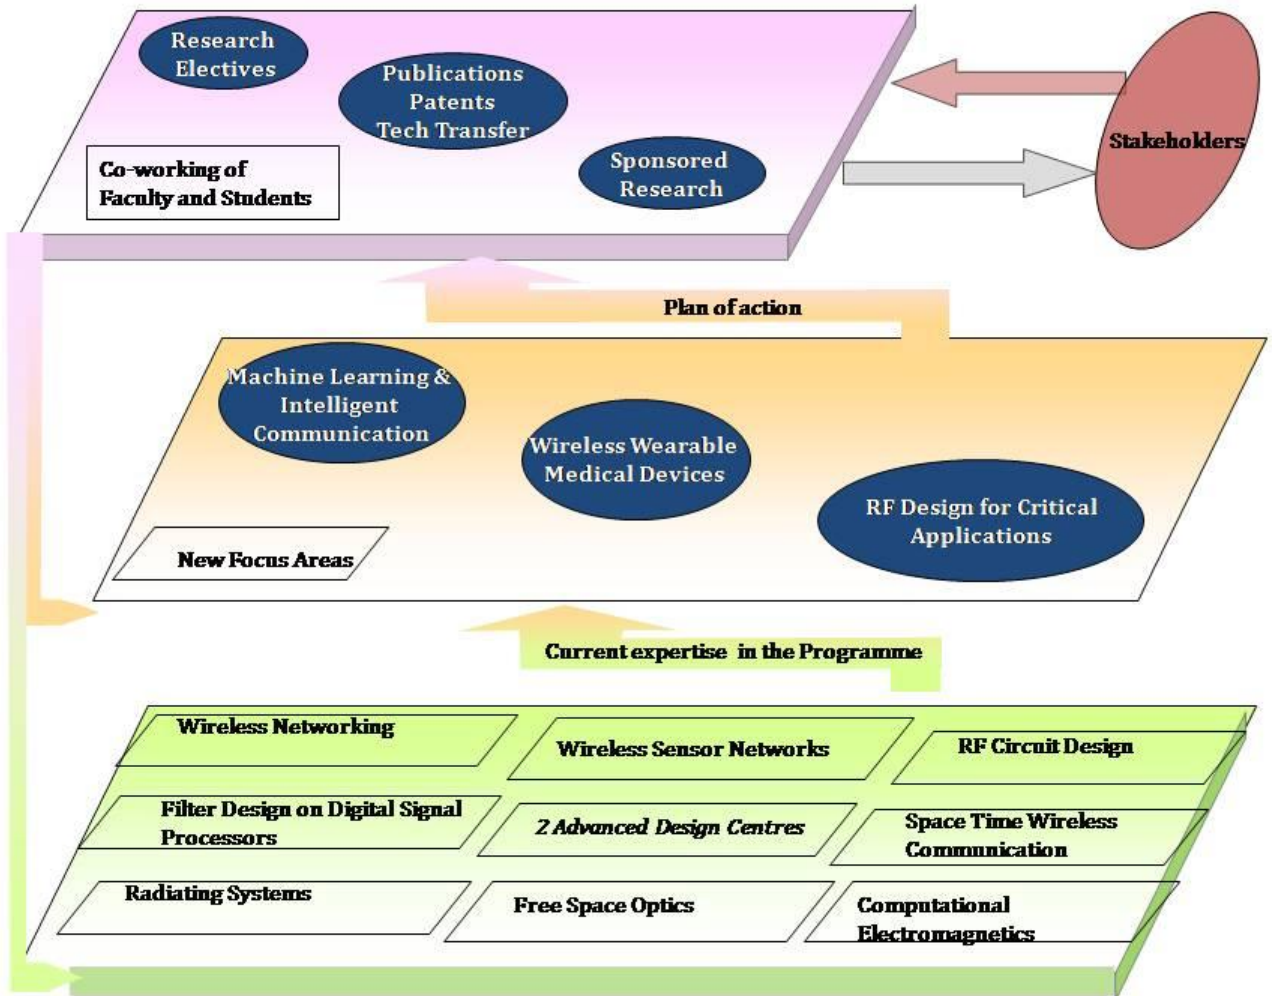 Research
Electives
Publications
Patents
Tech Transfer
Sponsored
Research
Co-working of
Faculty and Students
Stakeholders
Plan of action
Machine Learning &
Intelligent
Communication
Wireless Wearable
Medical Devices
RF Design for Critical
Applications
New Focus Areas
Current expertise in the Programme
Wireless Networking
Wireless Sensor Networks
RF Circuit Design
Filter Design on Digital Signal
Processors
2 Advanced Design Centres
Space Time Wireless
Communication
Radiating Systems
Free Space Optics
Computational
Electromagnetics